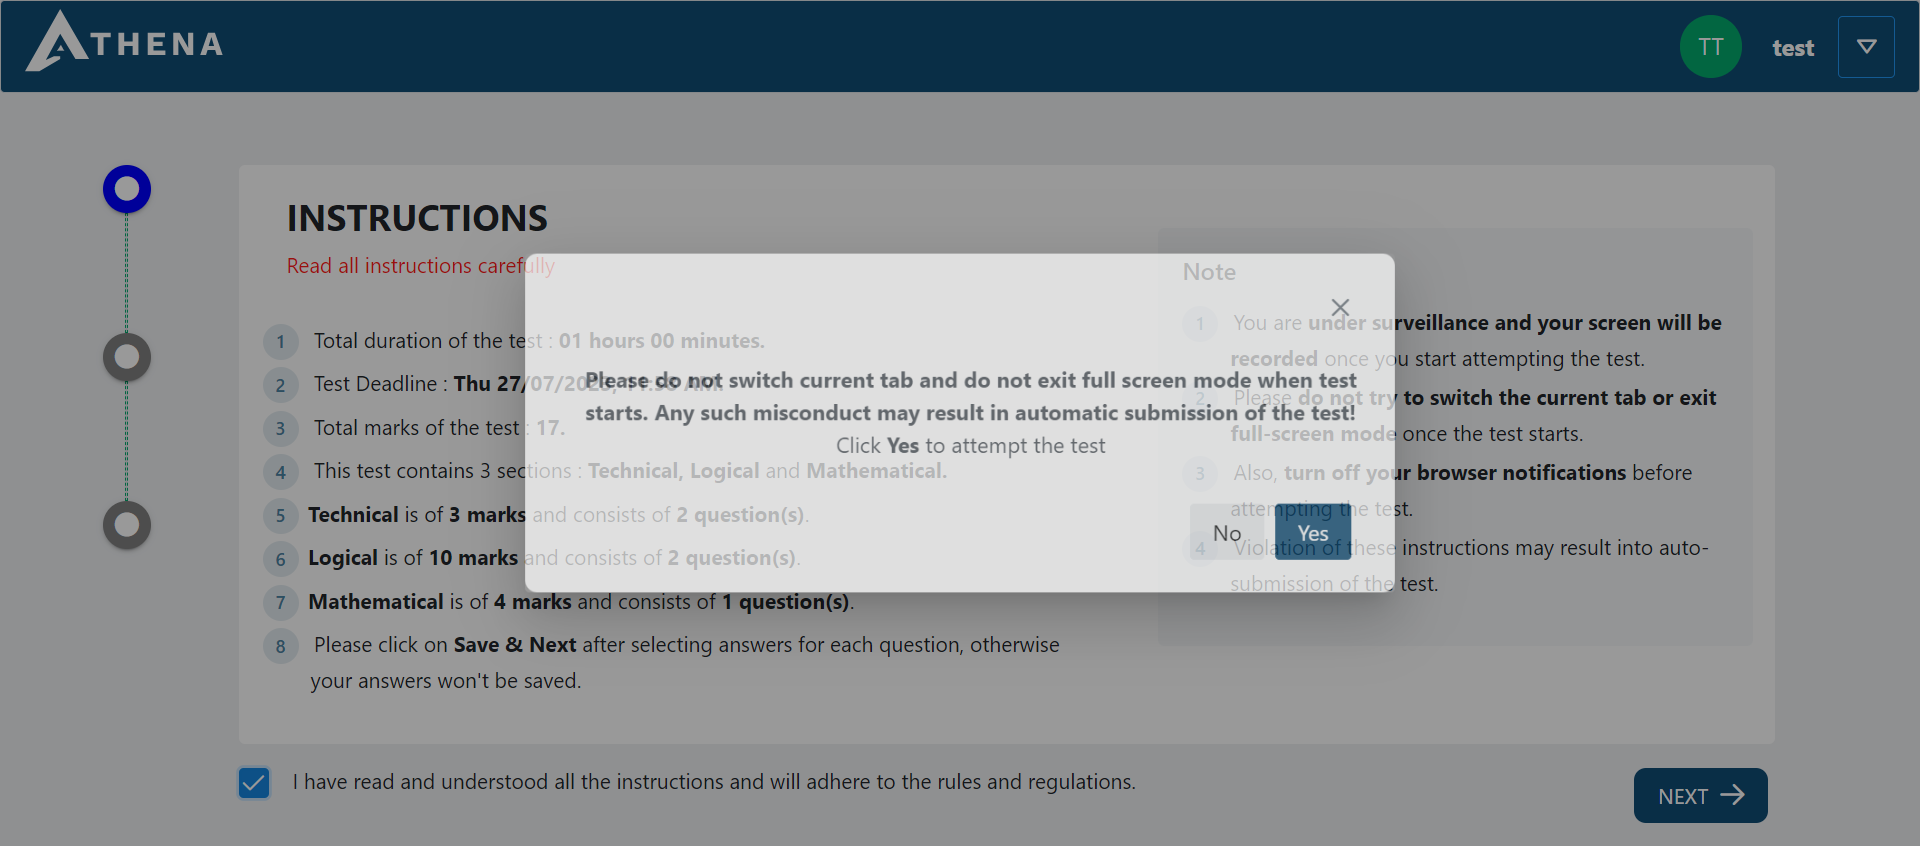 ATHENA
TT
test
INSTRUCTIONS
Read all instructions carefully
1 Total duration of the test : 01 hours 00 minutes.
2 Test Deadline : Thu 27/07/2023, AM.
3 Total marks of the test : 17.
4 This test contains 3 sections : Technical, Logical and Mathematical.
5 Technical is of 3 marks and consists of 2 question(s).
6 Logical is of 10 marks and consists of 2 question(s).
7 Mathematical is of 4 marks and consists of 1 question(s).
8 Please click on Save & Next after selecting answers for each question, otherwise
your answers won't be saved.
Note
1 You are under surveillance and your screen will be
recorded once you start attempting the test.
2 Please do not try to switch the current tab or exit
full-screen mode once the test starts.
3 Also, turn off your browser notifications before
attempting the test.
4 Violation of these instructions may result into auto-
submission of the test.
Please do not switch current tab and do not exit full screen mode when test
starts. Any such misconduct may result in automatic submission of the test!
Click Yes to attempt the test
No
Yes
I have read and understood all the instructions and will adhere to the rules and regulations.
NEXT